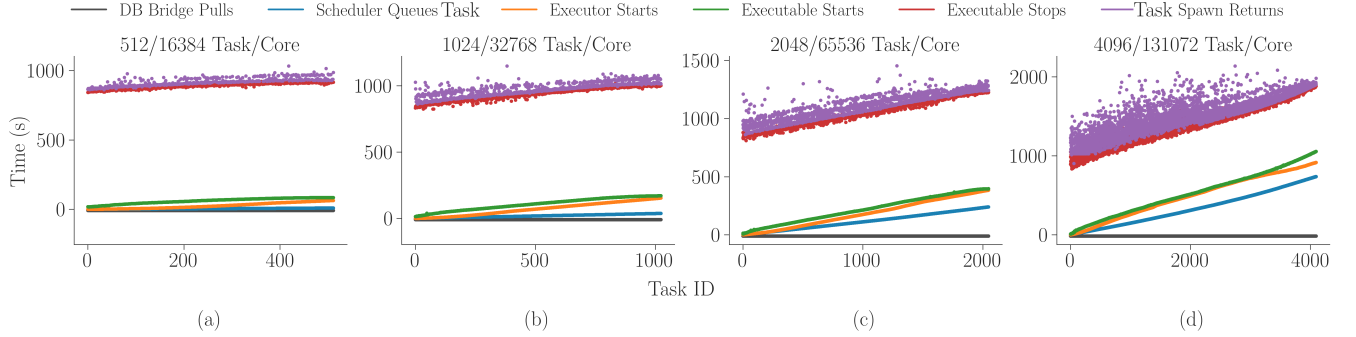 DB Bridge Pulls Scheduler Queues Task Executor Starts Executable Starts Executable Stops Task Spawn Returns
512/16384 Task/Core 1024/32768 Task/Core 2048/65536 Task/Core 4096/131072 Task/Core
Time (s)
1000
500
0
0 200 400
1000
500
0
0 500 1000
1500
1000
500
0
0 1000 2000
2000
1000
0
0 2000 4000
Task ID
(a) (b) (c) (d)